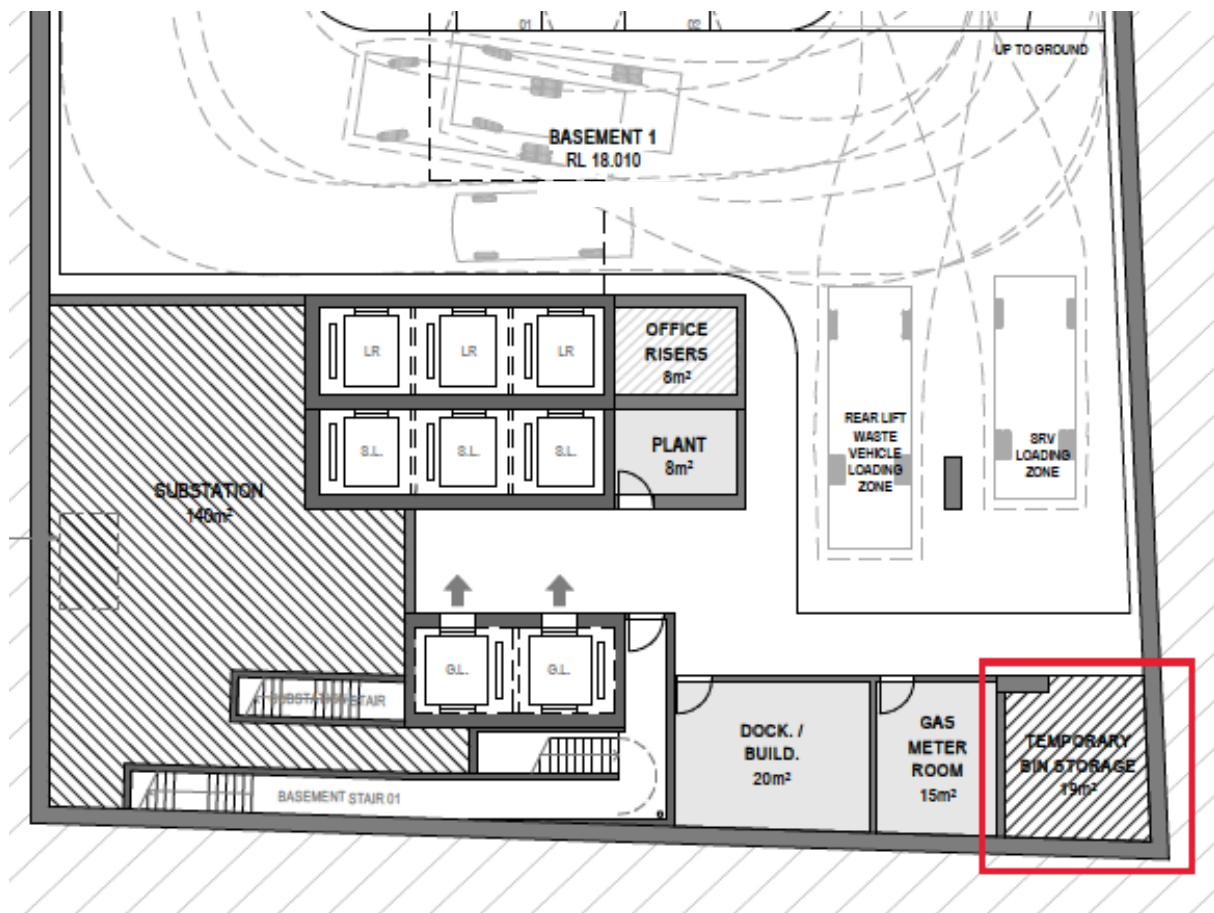 01
02
UP TO GROUND
BASEMENT 1
RL 18.010
LR
LR
LR
OFFICE
RISERS
8m²
S.L.
S.L.
S.L.
PLANT
8m²
REAR LIFT
WASTE
VEHICLE
LOADING
ZONE
SRV
LOADING
ZONE
SUBSTATION
140m²
G.L.
G.L.
SUBSTATION STAIR
DOCK. /
BUILD.
20m²
GAS
METER
ROOM
15m²
TEMPORARY
BIN STORAGE
19m²
BASEMENT STAIR 01